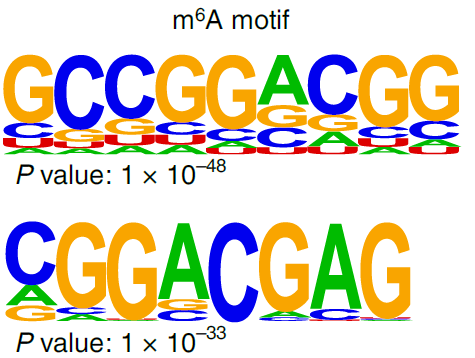 m⁶A motif
GCCGGACGG
P value: 1 × 10⁻⁴⁸
CGGACGAG
P value: 1 × 10⁻³³